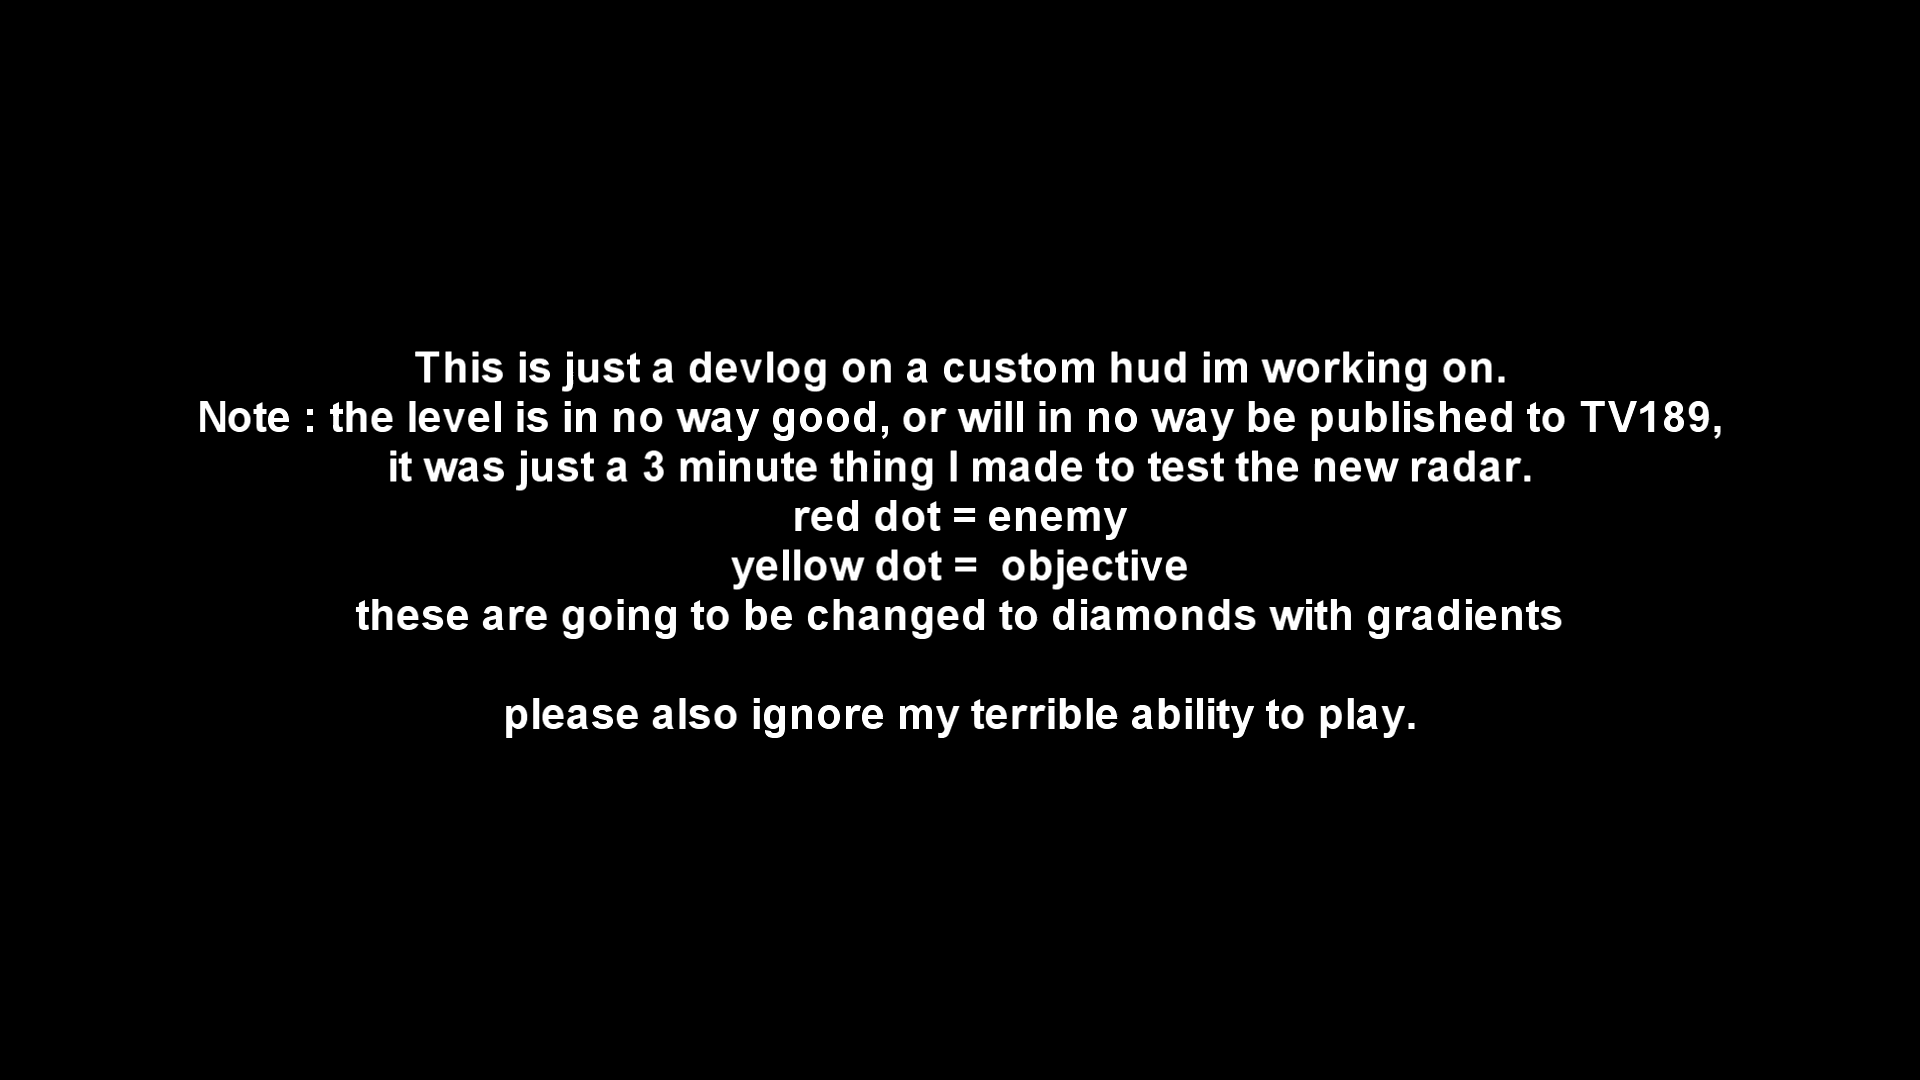 This is just a devlog on a custom hud im working on.
Note : the level is in no way good, or will in no way be published to TV189,
it was just a 3 minute thing I made to test the new radar.
red dot = enemy
yellow dot =  objective
these are going to be changed to diamonds with gradients
please also ignore my terrible ability to play.